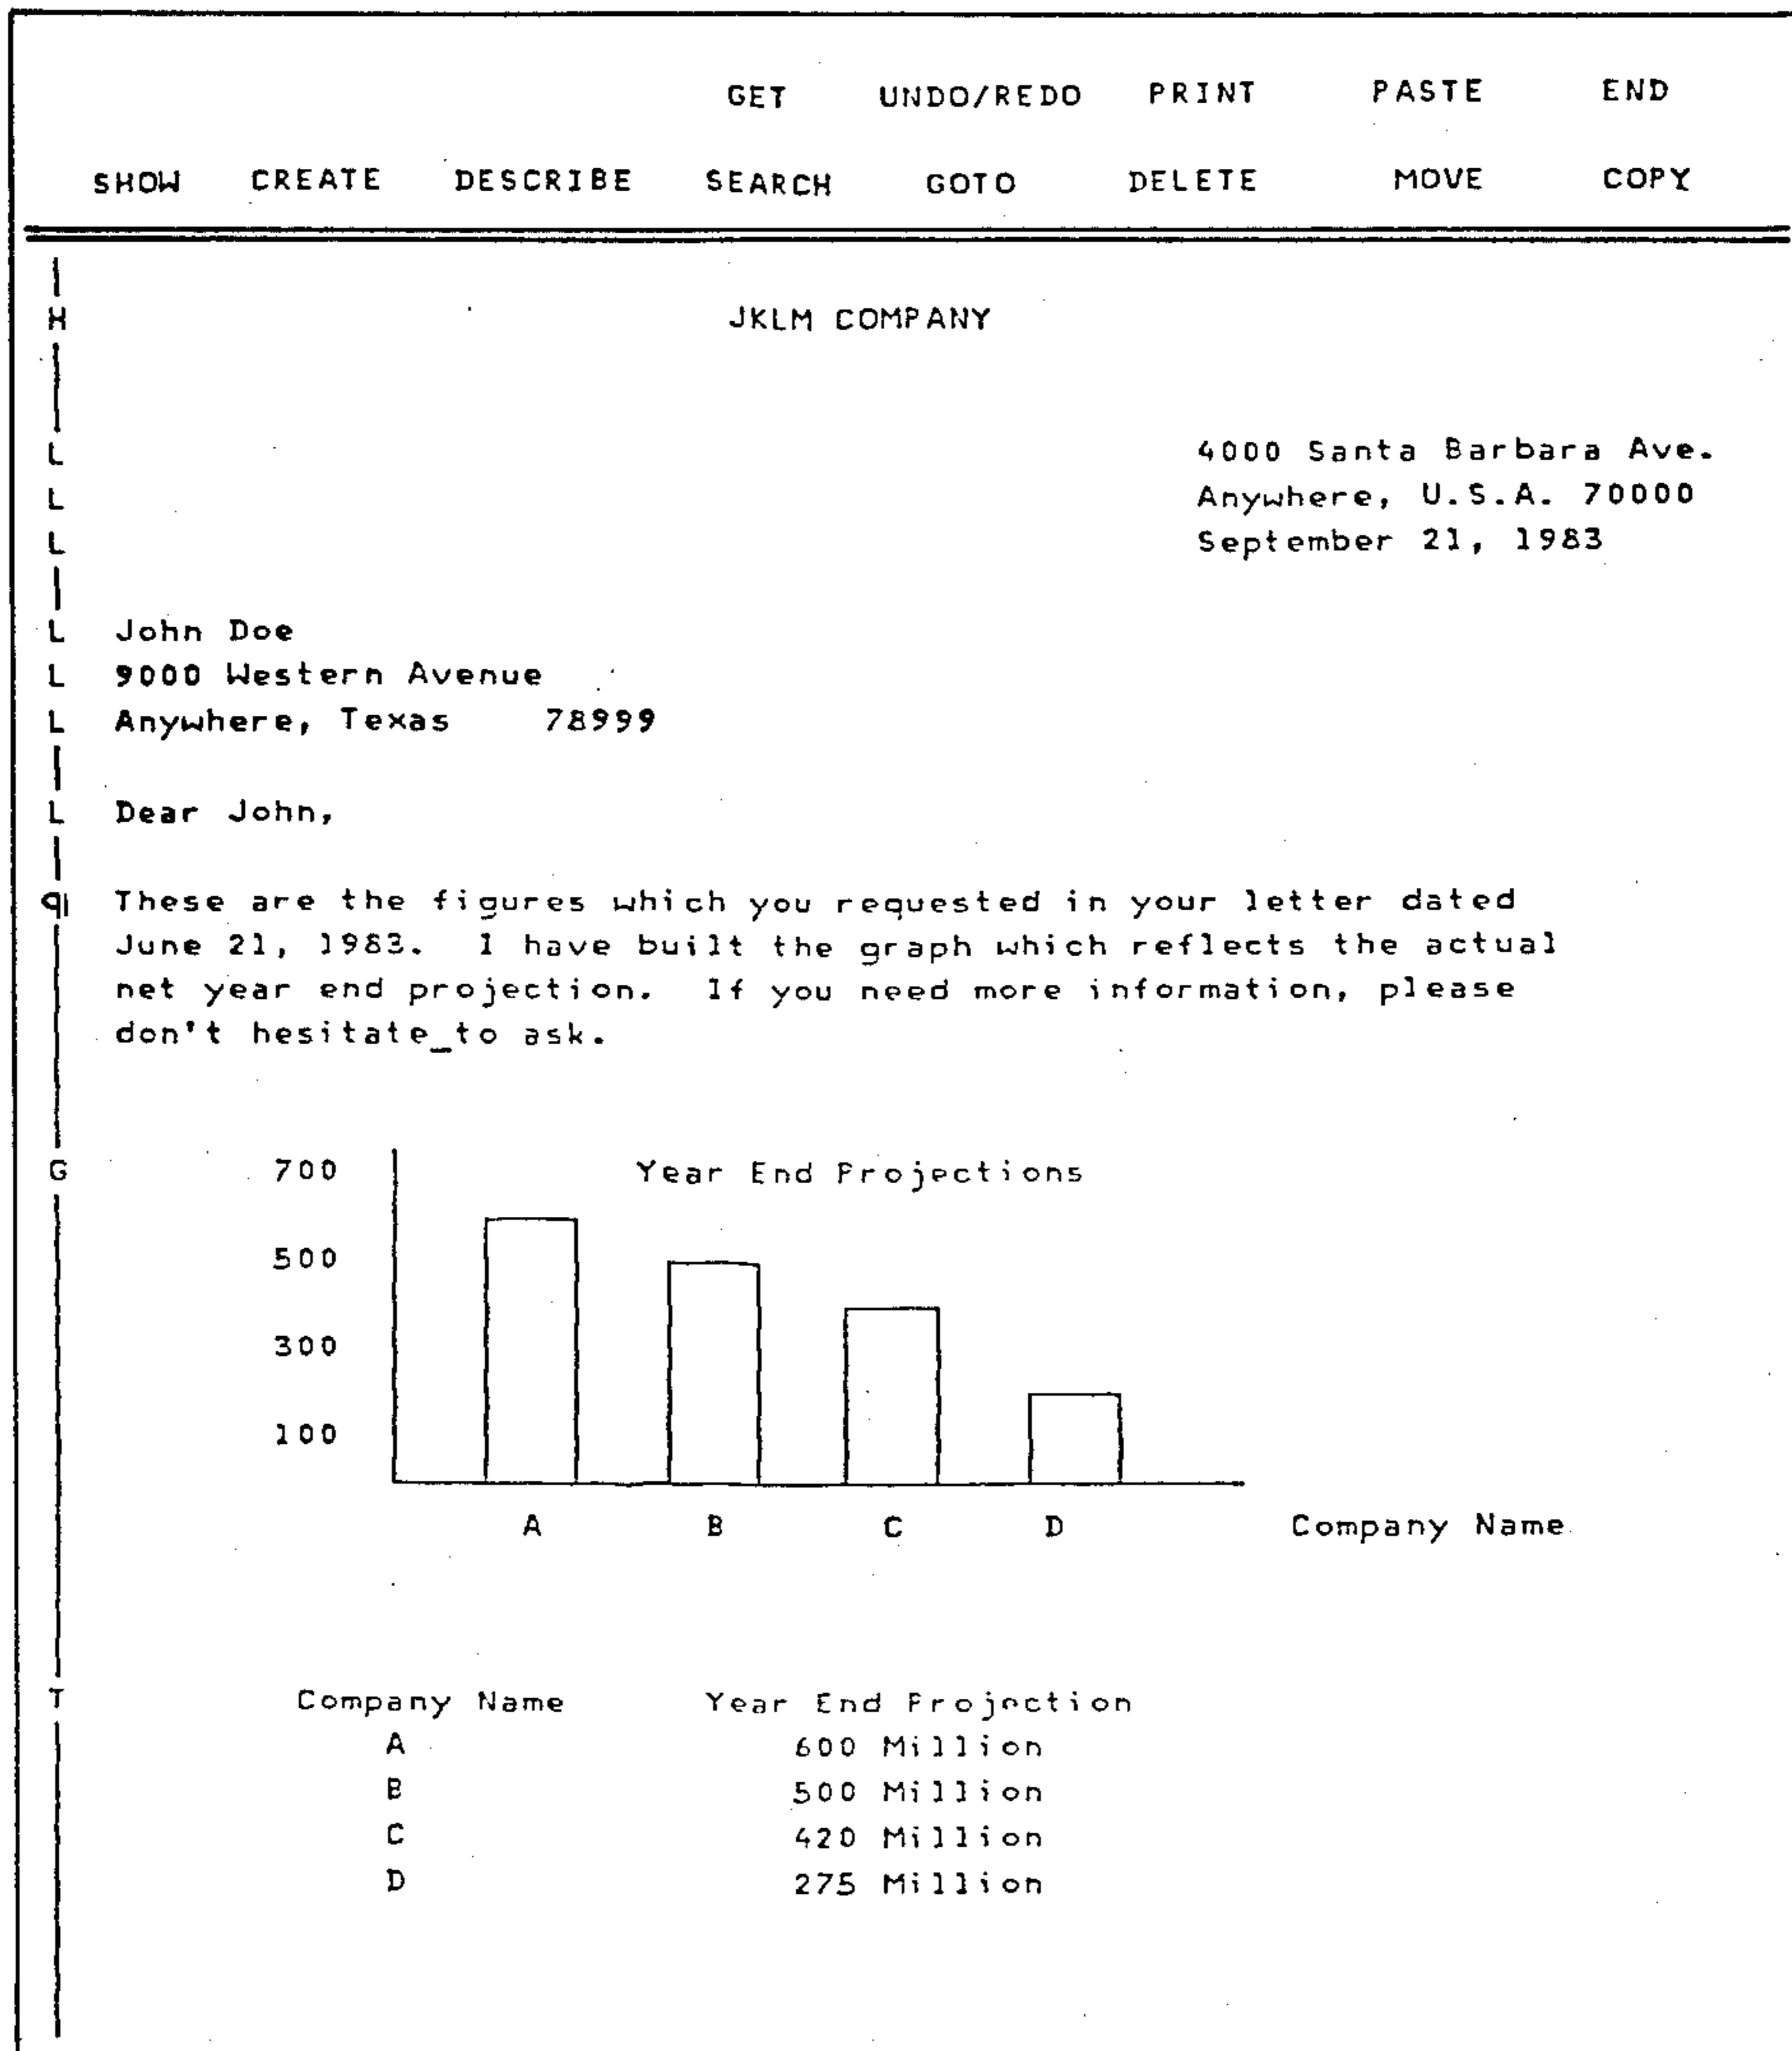 GET UNDO/REDO PRINT PASTE END
SHOW CREATE DESCRIBE SEARCH GOTO DELETE MOVE COPY
H JKLM COMPANY
L 4000 Santa Barbara Ave.
L Anywhere, U.S.A. 70000
L September 21, 1983
L John Doe
L 9000 Western Avenue
L Anywhere, Texas 78999
L Dear John,
¶ These are the figures which you requested in your letter dated
June 21, 1983. I have built the graph which reflects the actual
net year end projection. If you need more information, please
don't hesitate_to ask.
G 700 Year End Projections
500
300
100
A B C D Company Name
T Company Name Year End Projection
A 600 Million
B 500 Million
C 420 Million
D 275 Million